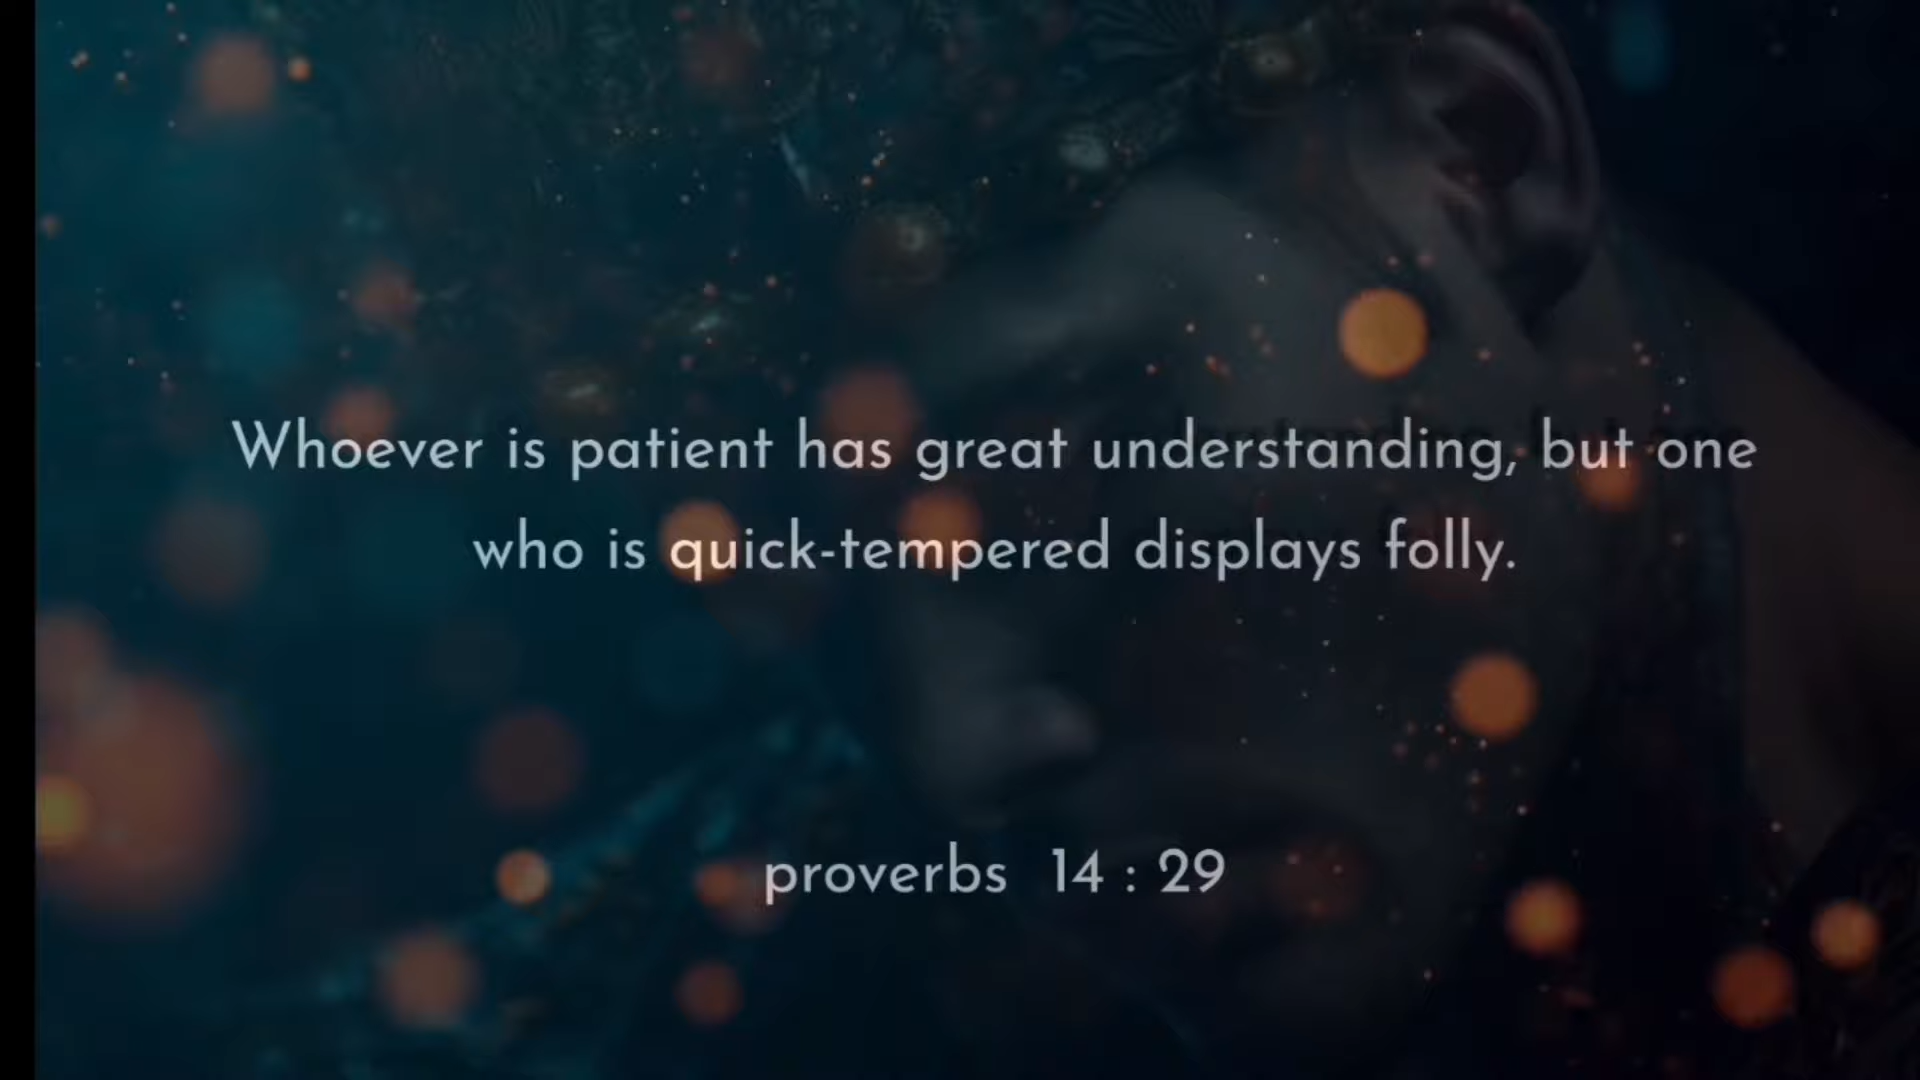 Whoever is patient has great understanding, but one
who is quick-tempered displays folly.
proverbs 14 : 29